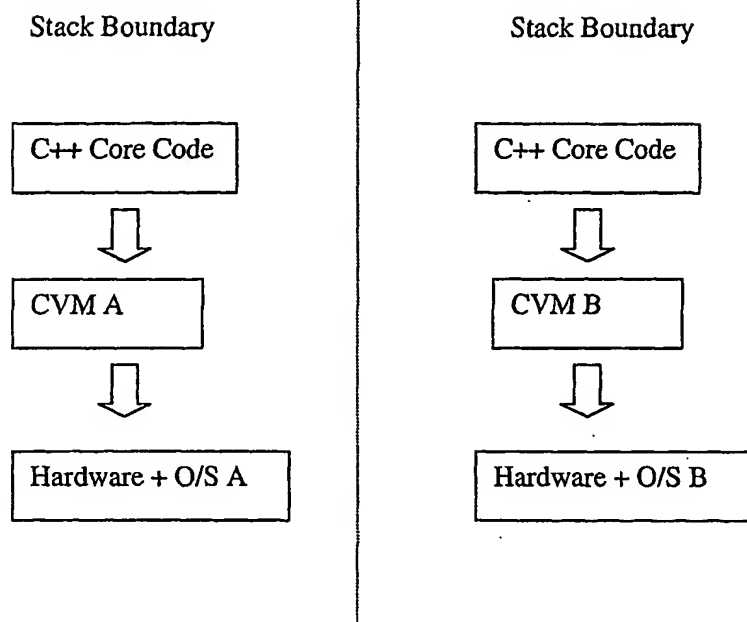 Stack Boundary
C++ Core Code
CVM A
Hardware + O/S A
Stack Boundary
C++ Core Code
CVM B
Hardware + O/S B